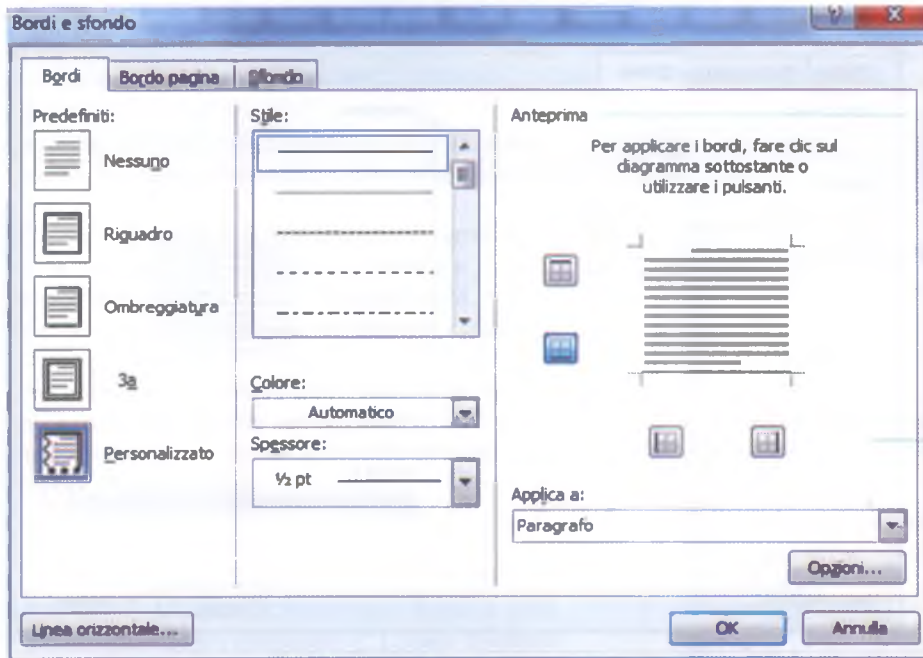 Bordi e sfondo
Bordi
Bordo pagina
Sfondo
Predefiniti:
Nessuno
Riquadro
Ombreggiatura
3a
Personalizzato
Stile:
Colore:
Automatico
Spessore:
½ pt
Anteprima
Per applicare i bordi, fare clic sul
diagramma sottostante o
utilizzare i pulsanti.
Applica a:
Paragrafo
Opzioni...
Linea orizzontale...
OK
Annulla